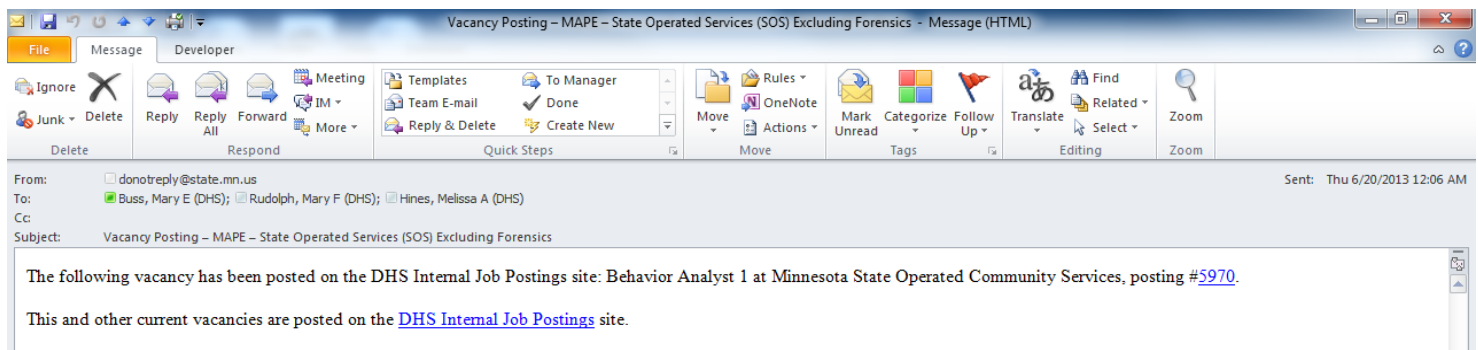 Vacancy Posting – MAPE – State Operated Services (SOS) Excluding Forensics - Message (HTML)
File Message Developer
Ignore
Junk
Delete
Reply
Reply All
Forward
Meeting
IM
More
Templates
Team E-mail
Reply & Delete
To Manager
Done
Create New
Move
Rules
OneNote
Actions
Mark Unread
Categorize
Follow Up
Translate
Find
Related
Select
Zoom
Delete Respond Quick Steps Move Tags Editing Zoom
From: donotreply@state.mn.us Sent: Thu 6/20/2013 12:06 AM
To: Buss, Mary E (DHS); Rudolph, Mary F (DHS); Hines, Melissa A (DHS)
Cc:
Subject: Vacancy Posting – MAPE – State Operated Services (SOS) Excluding Forensics
The following vacancy has been posted on the DHS Internal Job Postings site: Behavior Analyst 1 at Minnesota State Operated Community Services, posting #5970.
This and other current vacancies are posted on the DHS Internal Job Postings site.